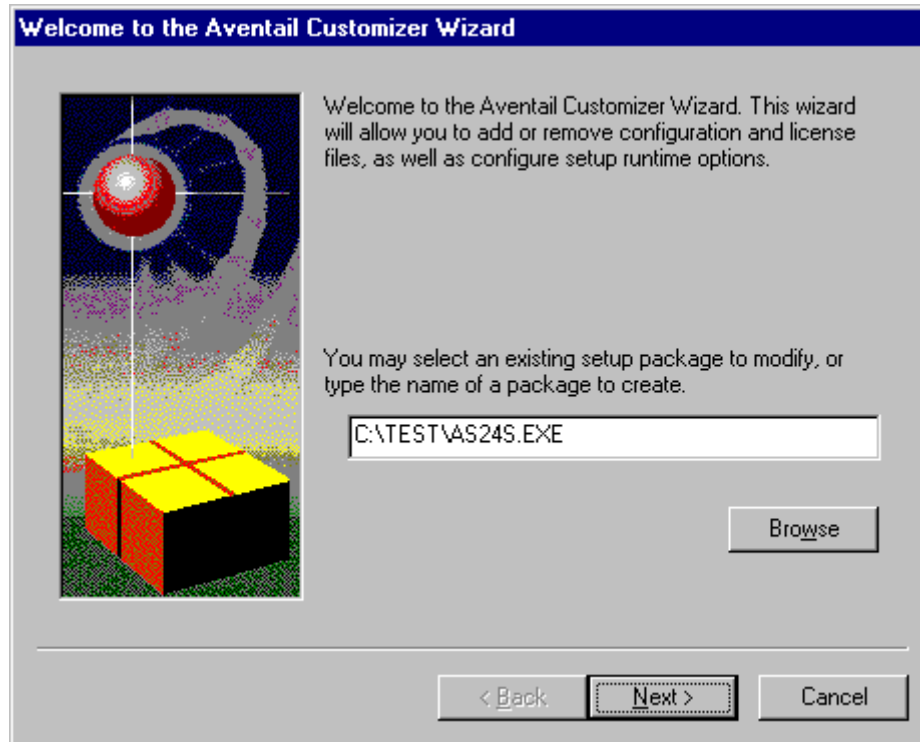 Welcome to the Aventail Customizer Wizard
Welcome to the Aventail Customizer Wizard. This wizard
will allow you to add or remove configuration and license
files, as well as configure setup runtime options.
You may select an existing setup package to modify, or
type the name of a package to create.
C:\TEST\AS24S.EXE
Browse
< Back
Next >
Cancel